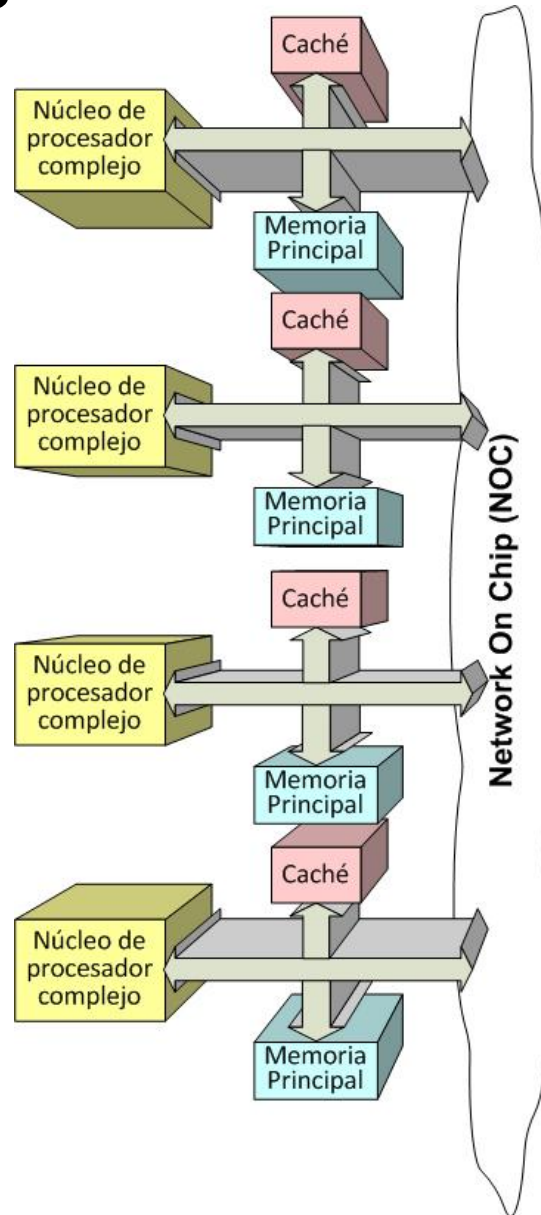 Caché
Núcleo de
procesador
complejo
Memoria
Principal
Caché
Núcleo de
procesador
complejo
Memoria
Principal
Network On Chip (NOC)
Caché
Núcleo de
procesador
complejo
Memoria
Principal
Caché
Núcleo de
procesador
complejo
Memoria
Principal